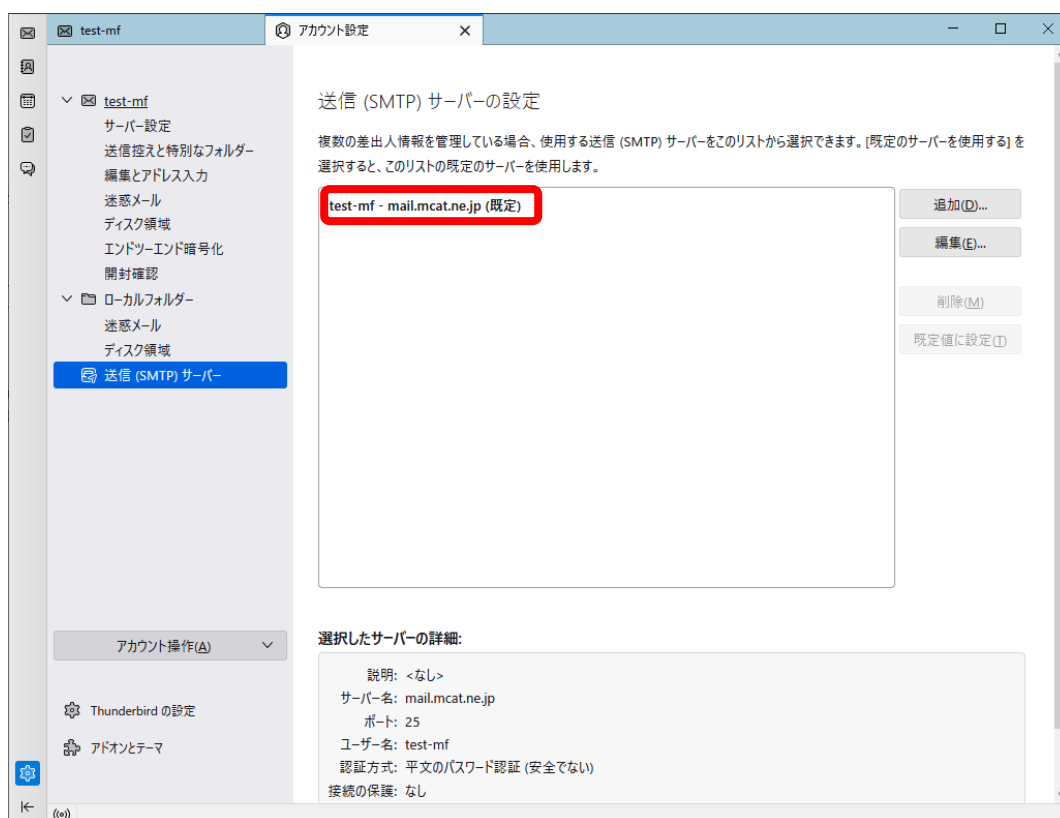 test-mf
アカウント設定
test-mf
サーバー設定
送信控えと特別なフォルダー
編集とアドレス入力
迷惑メール
ディスク領域
エンドツーエンド暗号化
開封確認
ローカルフォルダー
迷惑メール
ディスク領域
送信 (SMTP) サーバー
アカウント操作(A)
Thunderbird の設定
アドオンとテーマ
送信 (SMTP) サーバーの設定
複数の差出人情報を管理している場合、使用する送信 (SMTP) サーバーをこのリストから選択できます。[既定のサーバーを使用する] を
選択すると、このリストの既定のサーバーを使用します。
test-mf - mail.mcat.ne.jp (既定)
追加(D)...
編集(E)...
削除(M)
既定値に設定(T)
選択したサーバーの詳細:
説明: <なし>
サーバー名: mail.mcat.ne.jp
ポート: 25
ユーザー名: test-mf
認証方式: 平文のパスワード認証 (安全でない)
接続の保護: なし